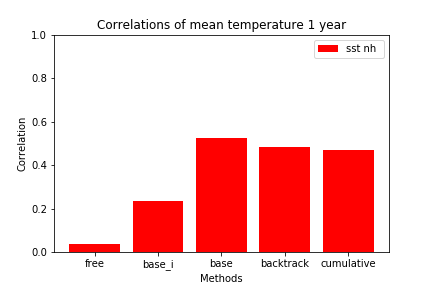 Correlations of mean temperature 1 year
sst nh
Correlation
1.0
0.8
0.6
0.4
0.2
0.0
free base_i base backtrack cumulative
Methods